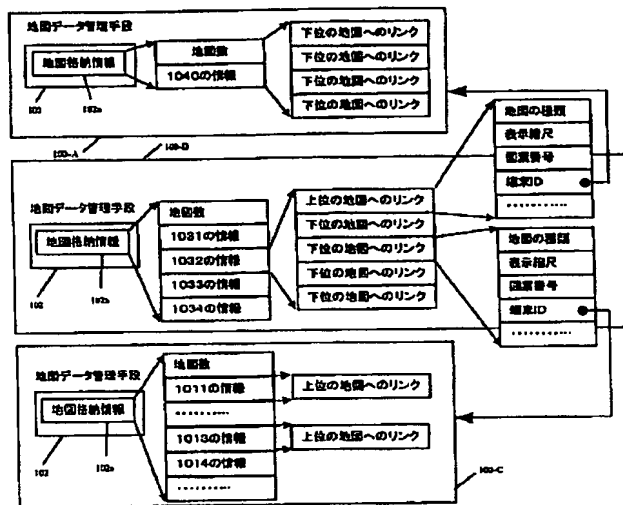 地図データ管理手段
地図格納情報
102
102a
地図数
1040の情報
下位の地図へのリンク
下位の地図へのリンク
下位の地図へのリンク
下位の地図へのリンク
100-A
100-B
地図の種類
表示縮尺
図葉番号
端末ID
…………
地図データ管理手段
地図格納情報
102
102a
地図数
1031の情報
1032の情報
1033の情報
1034の情報
上位の地図へのリンク
下位の地図へのリンク
下位の地図へのリンク
下位の地図へのリンク
下位の地図へのリンク
地図の種類
表示縮尺
図葉番号
端末ID
…………
地図データ管理手段
地図格納情報
102
102a
地図数
1011の情報
…………
1013の情報
1014の情報
…………
上位の地図へのリンク
上位の地図へのリンク
100-C